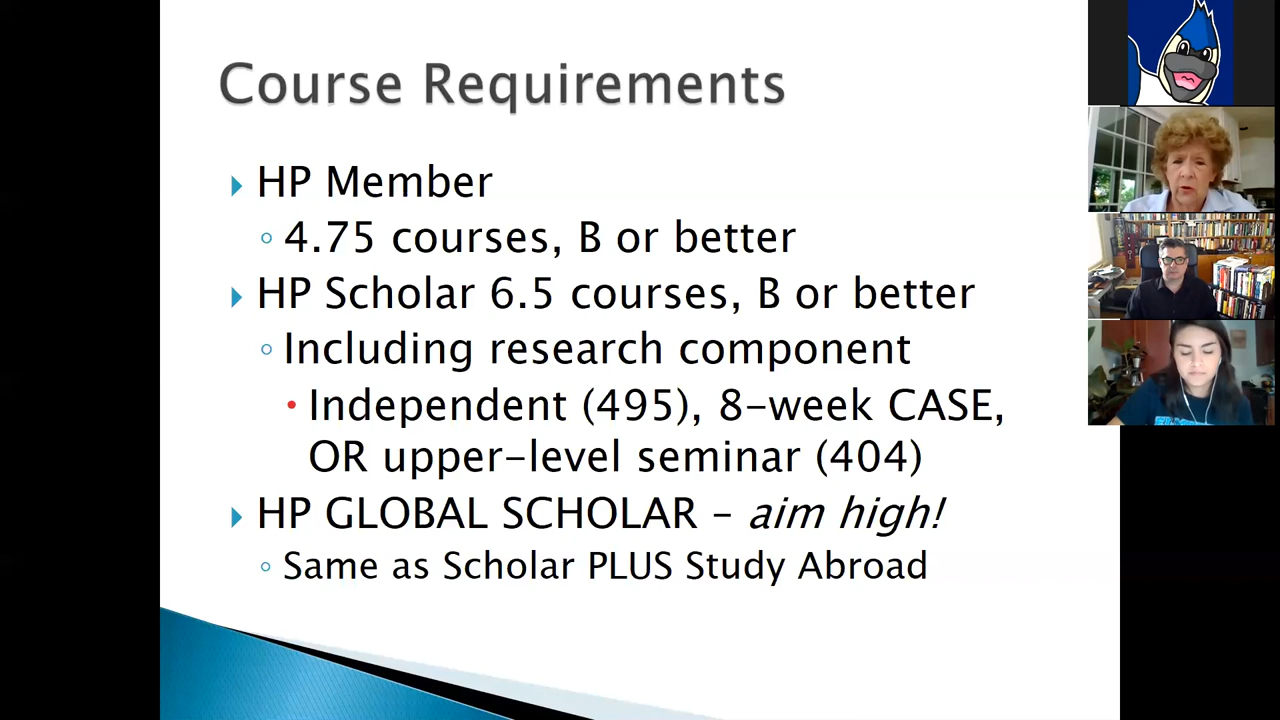 Course Requirements
HP Member
4.75 courses, B or better
HP Scholar 6.5 courses, B or better
Including research component
Independent (495), 8-week CASE,
OR upper-level seminar (404)
HP GLOBAL SCHOLAR – aim high!
Same as Scholar PLUS Study Abroad